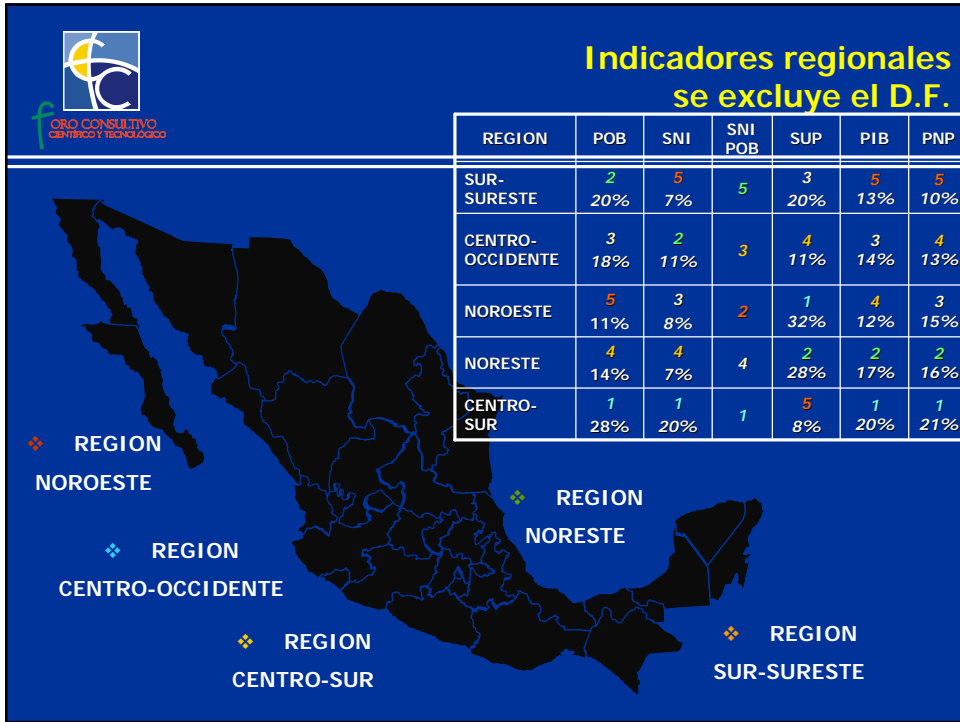 Indicadores regionales
se excluye el D.F.
ORO CONSULTIVO
CIENTÍFICO Y TECNOLÓGICO
REGION POB SNI SNI POB SUP PIB PNP
SUR-SURESTE 2 20% 5 7% 5 3 20% 5 13% 5 10%
CENTRO-OCCIDENTE 3 18% 2 11% 3 4 11% 3 14% 4 13%
NOROESTE 5 11% 3 8% 2 1 32% 4 12% 3 15%
NORESTE 4 14% 4 7% 4 2 28% 2 17% 2 16%
CENTRO-SUR 1 28% 1 20% 1 5 8% 1 20% 1 21%
REGION
NOROESTE
REGION
NORESTE
REGION
CENTRO-OCCIDENTE
REGION
CENTRO-SUR
REGION
SUR-SURESTE